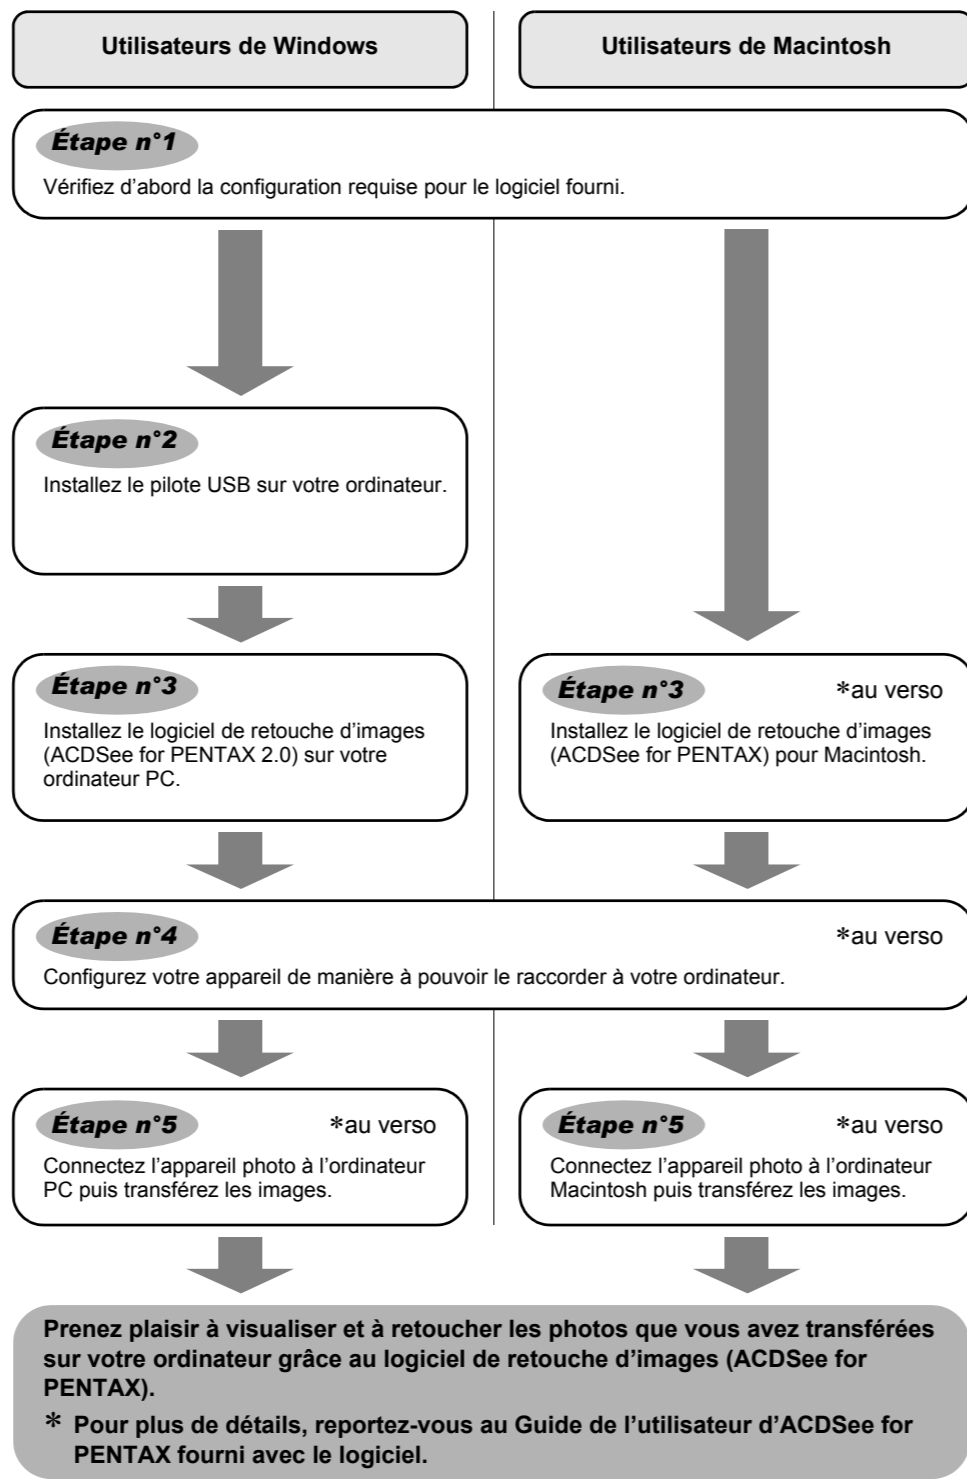 Utilisateurs de Windows
Utilisateurs de Macintosh
Étape n°1
Vérifiez d’abord la configuration requise pour le logiciel fourni.
Étape n°2
Installez le pilote USB sur votre ordinateur.
Étape n°3
Installez le logiciel de retouche d’images
(ACDSee for PENTAX 2.0) sur votre
ordinateur PC.
Étape n°3
*au verso
Installez le logiciel de retouche d’images
(ACDSee for PENTAX) pour Macintosh.
Étape n°4
*au verso
Configurez votre appareil de manière à pouvoir le raccorder à votre ordinateur.
Étape n°5
*au verso
Connectez l’appareil photo à l’ordinateur
PC puis transférez les images.
Étape n°5
*au verso
Connectez l’appareil photo à l’ordinateur
Macintosh puis transférez les images.
Prenez plaisir à visualiser et à retoucher les photos que vous avez transférées
sur votre ordinateur grâce au logiciel de retouche d’images (ACDSee for
PENTAX).
* Pour plus de détails, reportez-vous au Guide de l’utilisateur d’ACDSee for
PENTAX fourni avec le logiciel.